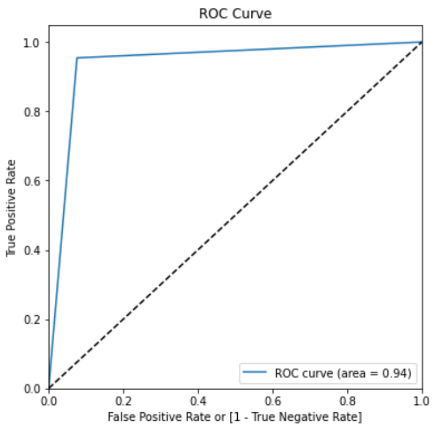 ROC Curve
True Positive Rate
1.0
0.8
0.6
0.4
0.2
0.0
ROC curve (area = 0.94)
0.0 0.2 0.4 0.6 0.8 1.0
False Positive Rate or [1 - True Negative Rate]